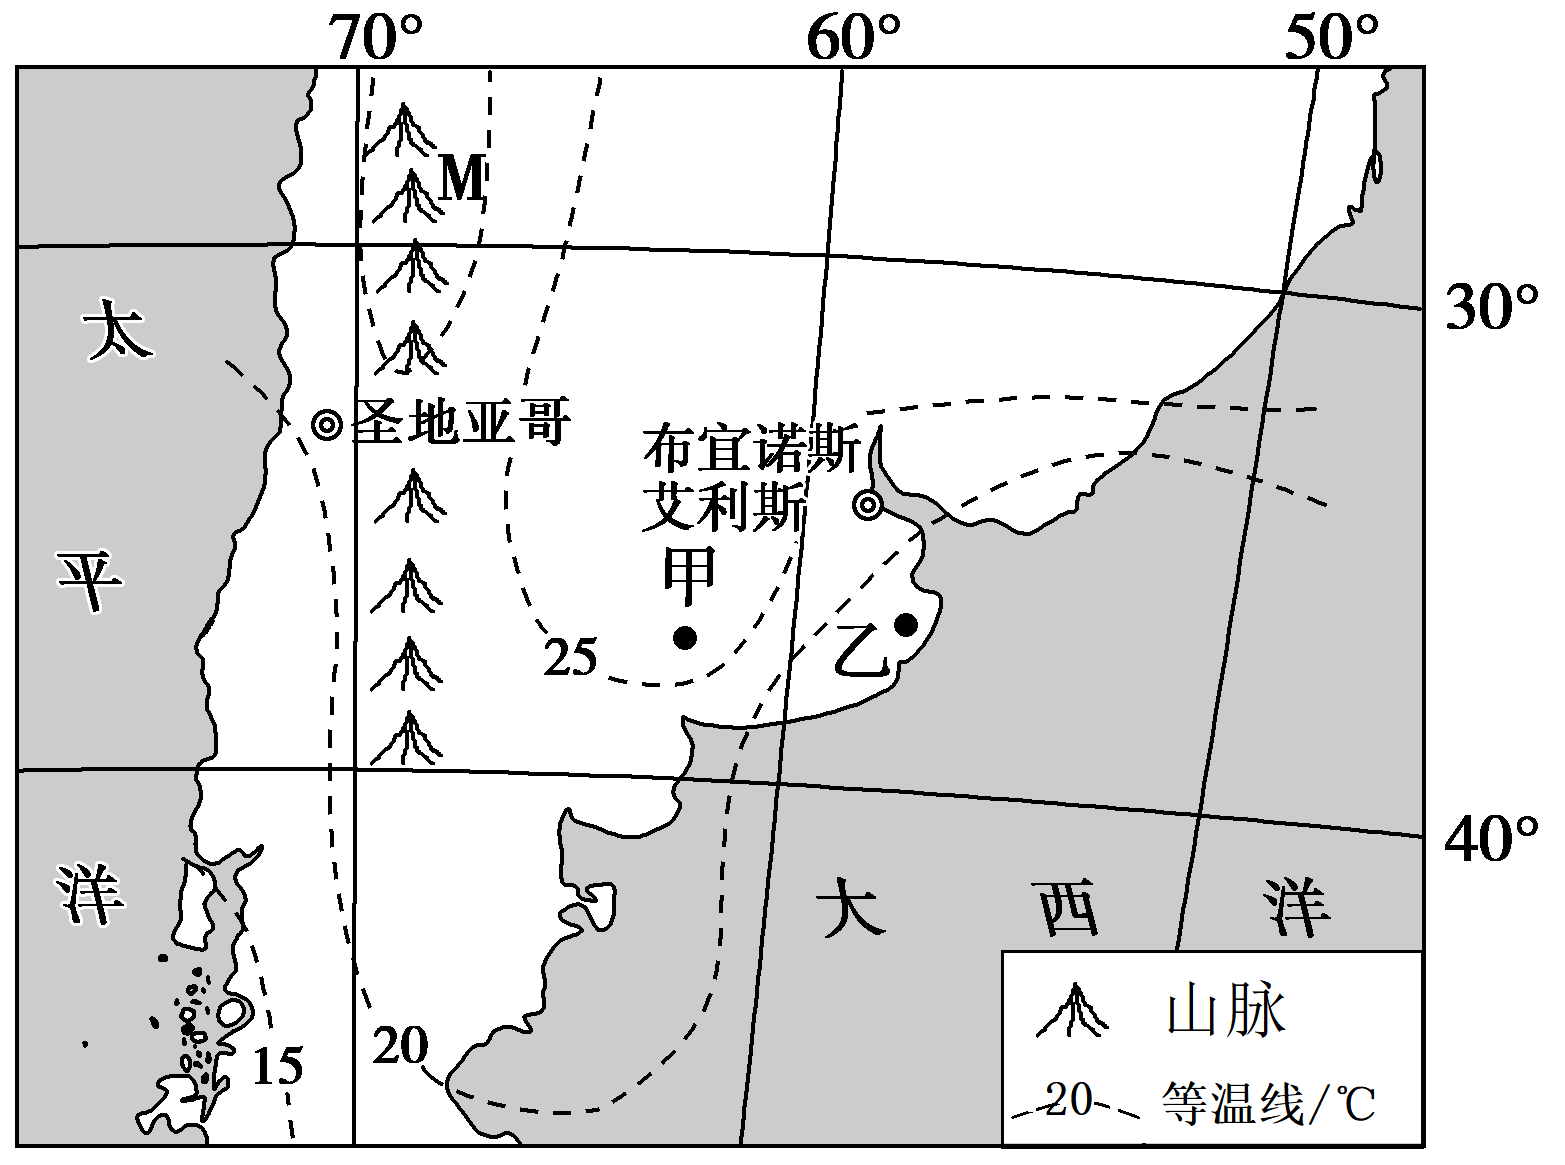 70° 60° 50°
M
30°
太
圣地亚哥
布宜诺斯
艾利斯
甲
平
乙
25
40°
洋
大 西 洋
山脉
20
15
20 等温线/℃